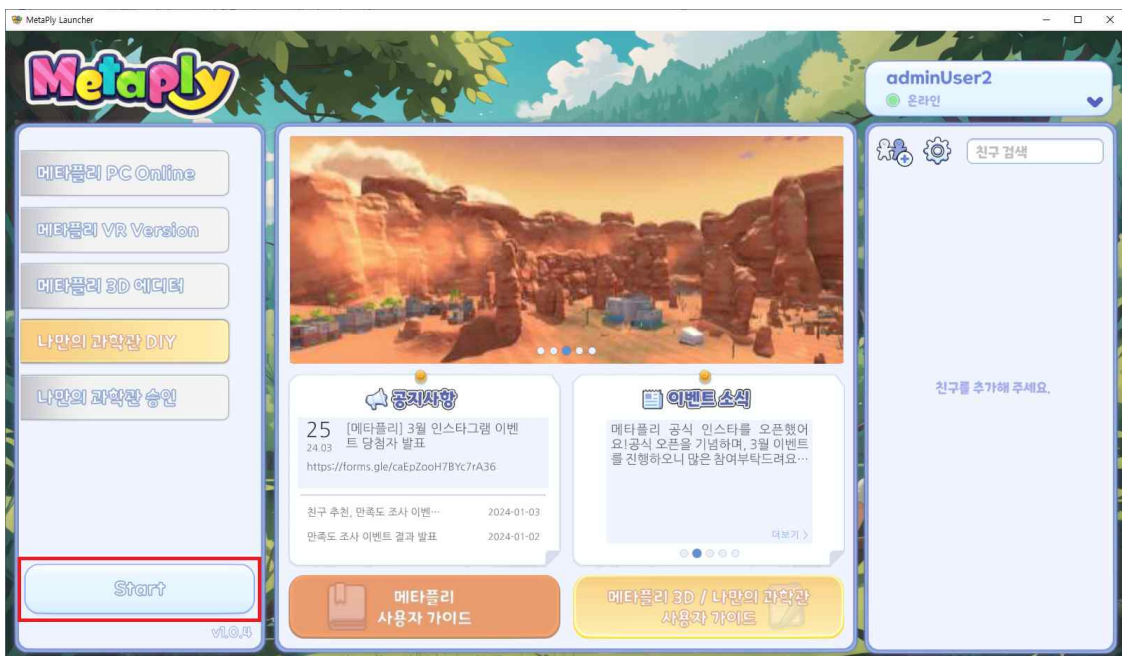 MetaPly Launcher
Metaply
adminUser2
온라인
메타플리 PC Online
메타플리 VR Version
메타플리 3D 에디터
나만의 과학관 DIY
나만의 과학관 승인
Start
v1.0.4
공지사항
25
24.03
[메타플리] 3월 인스타그램 이벤
트 당첨자 발표
https://forms.gle/caEpZooH7BYc7rA36
친구 추천, 만족도 조사 이벤… 2024-01-03
만족도 조사 이벤트 결과 발표 2024-01-02
이벤트 소식
메타플리 공식 인스타를 오픈했어
요!공식 오픈을 기념하며, 3월 이벤트
를 진행하오니 많은 참여부탁드려요…
더보기 >
메타플리
사용자 가이드
메타플리 3D / 나만의 과학관
사용자 가이드
친구 검색
친구를 추가해 주세요.